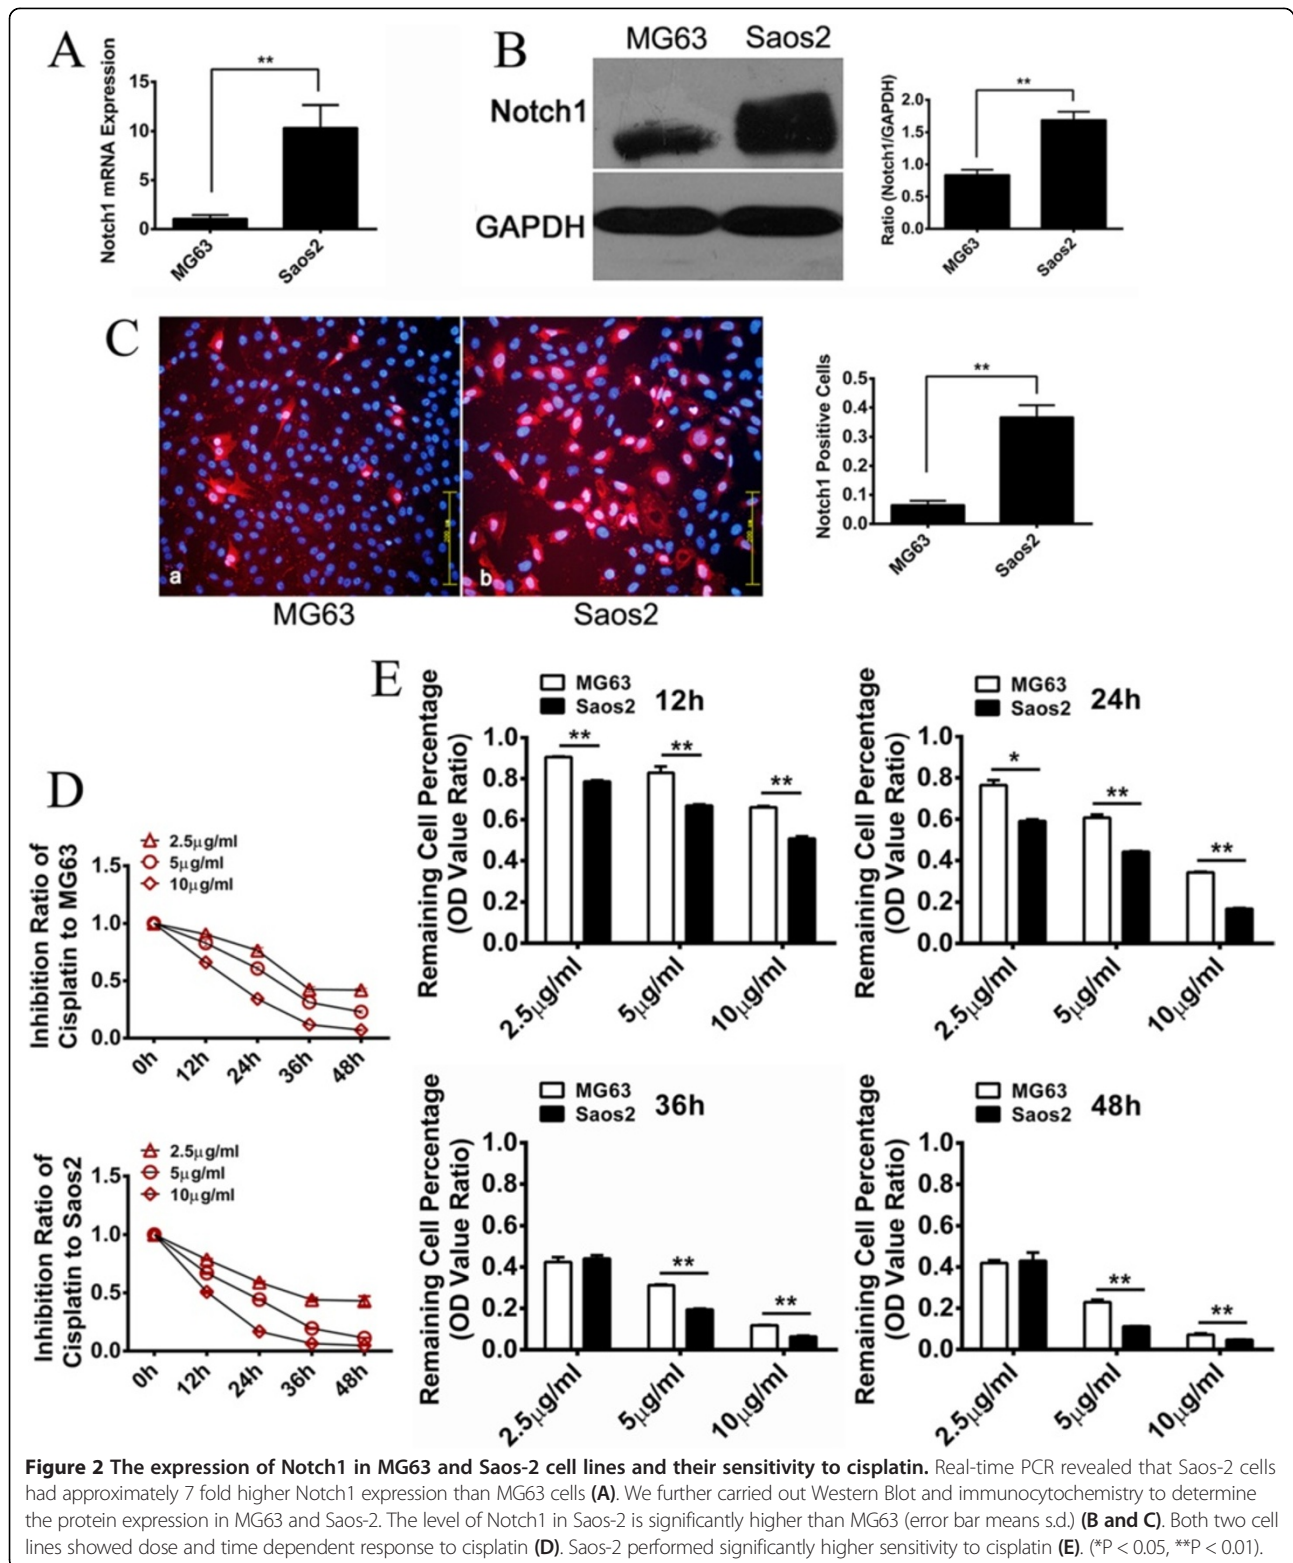 A
Notch1 mRNA Expression
15
10
5
0
**
MG63
Saos2
B
MG63 Saos2
Notch1
GAPDH
Ratio (Notch1/GAPDH)
2.0
1.5
1.0
0.5
0.0
**
MG63
Saos2
C
a
b
MG63
Saos2
Notch1 Positive Cells
0.5
0.4
0.3
0.2
0.1
0.0
**
MG63
Saos2
D
Inhibition Ratio of
Cisplatin to MG63
2.5μg/ml
5μg/ml
10μg/ml
1.5
1.0
0.5
0.0
0h
12h
24h
36h
48h
Inhibition Ratio of
Cisplatin to Saos2
2.5μg/ml
5μg/ml
10μg/ml
1.5
1.0
0.5
0.0
0h
12h
24h
36h
48h
E
Remaining Cell Percentage
(OD Value Ratio)
MG63
Saos2
12h
1.0
0.8
0.6
0.4
0.2
0.0
**
**
**
2.5μg/ml
5μg/ml
10μg/ml
Remaining Cell Percentage
(OD Value Ratio)
MG63
Saos2
24h
1.0
0.8
0.6
0.4
0.2
0.0
*
**
**
2.5μg/ml
5μg/ml
10μg/ml
Remaining Cell Percentage
(OD Value Ratio)
MG63
Saos2
36h
1.0
0.8
0.6
0.4
0.2
0.0
**
**
2.5μg/ml
5μg/ml
10μg/ml
Remaining Cell Percentage
(OD Value Ratio)
MG63
Saos2
48h
1.0
0.8
0.6
0.4
0.2
0.0
**
**
2.5μg/ml
5μg/ml
10μg/ml
Figure 2 The expression of Notch1 in MG63 and Saos-2 cell lines and their sensitivity to cisplatin. Real-time PCR revealed that Saos-2 cells
had approximately 7 fold higher Notch1 expression than MG63 cells (A). We further carried out Western Blot and immunocytochemistry to determine
the protein expression in MG63 and Saos-2. The level of Notch1 in Saos-2 is significantly higher than MG63 (error bar means s.d.) (B and C). Both two cell
lines showed dose and time dependent response to cisplatin (D). Saos-2 performed significantly higher sensitivity to cisplatin (E). (*P < 0.05, **P < 0.01).